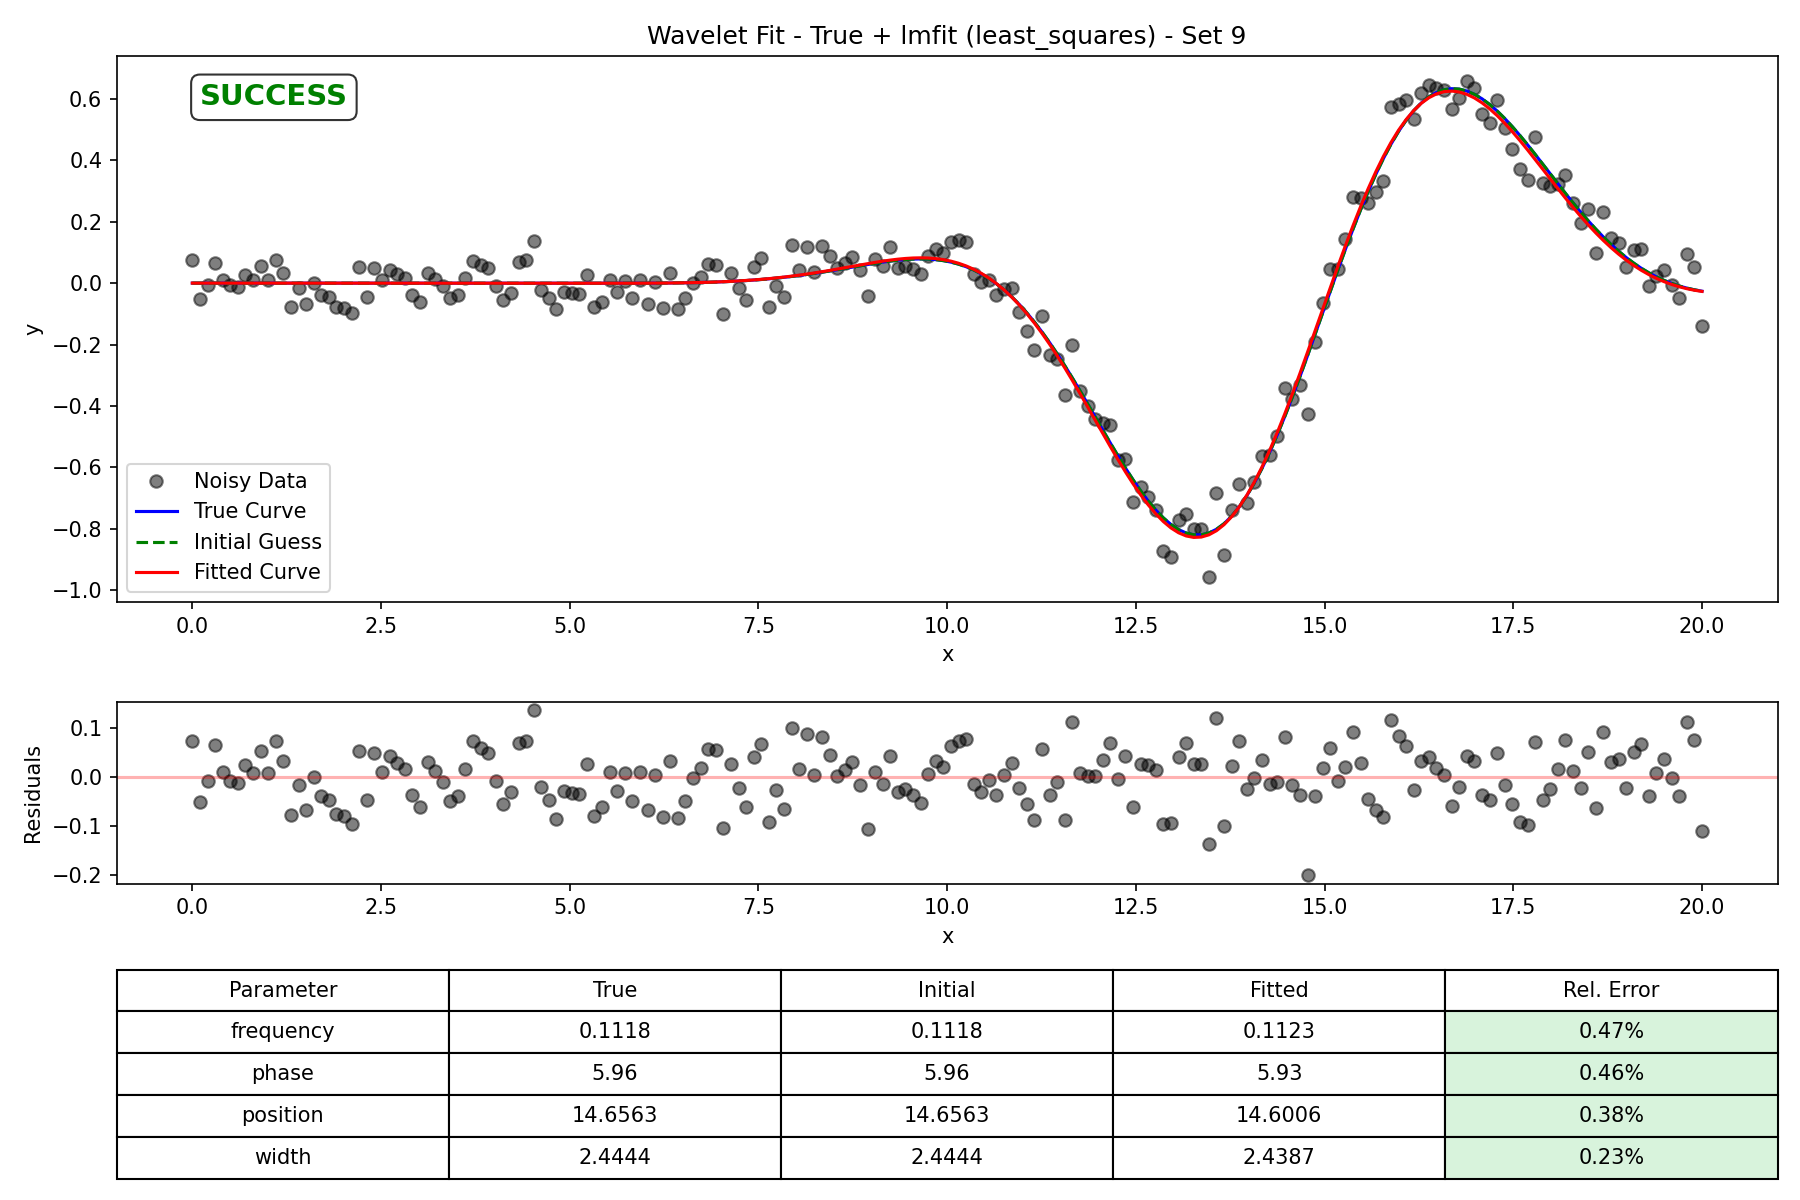 Wavelet Fit - True + lmfit (least_squares) - Set 9
SUCCESS
y
0.6
0.4
0.2
0.0
−0.2
−0.4
−0.6
−0.8
−1.0
Noisy Data
True Curve
Initial Guess
Fitted Curve
0.0 2.5 5.0 7.5 10.0 12.5 15.0 17.5 20.0
x
Residuals
0.1
0.0
−0.1
−0.2
0.0 2.5 5.0 7.5 10.0 12.5 15.0 17.5 20.0
x
Parameter True Initial Fitted Rel. Error
frequency 0.1118 0.1118 0.1123 0.47%
phase 5.96 5.96 5.93 0.46%
position 14.6563 14.6563 14.6006 0.38%
width 2.4444 2.4444 2.4387 0.23%